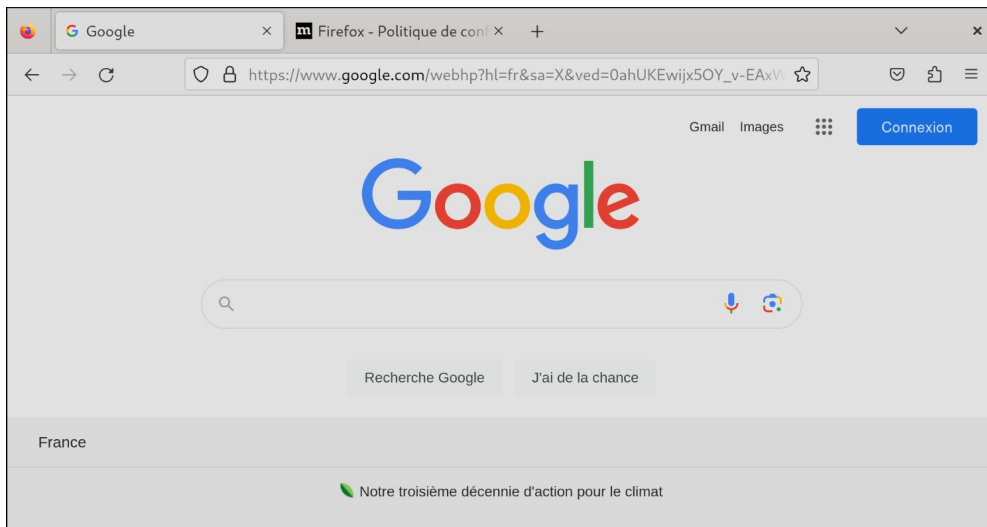 Google
Firefox - Politique de conf
https://www.google.com/webhp?hl=fr&sa=X&ved=0ahUKEwijx5OY_v-EAxW
Gmail Images Connexion
Google
Recherche Google J'ai de la chance
France
Notre troisième décennie d'action pour le climat